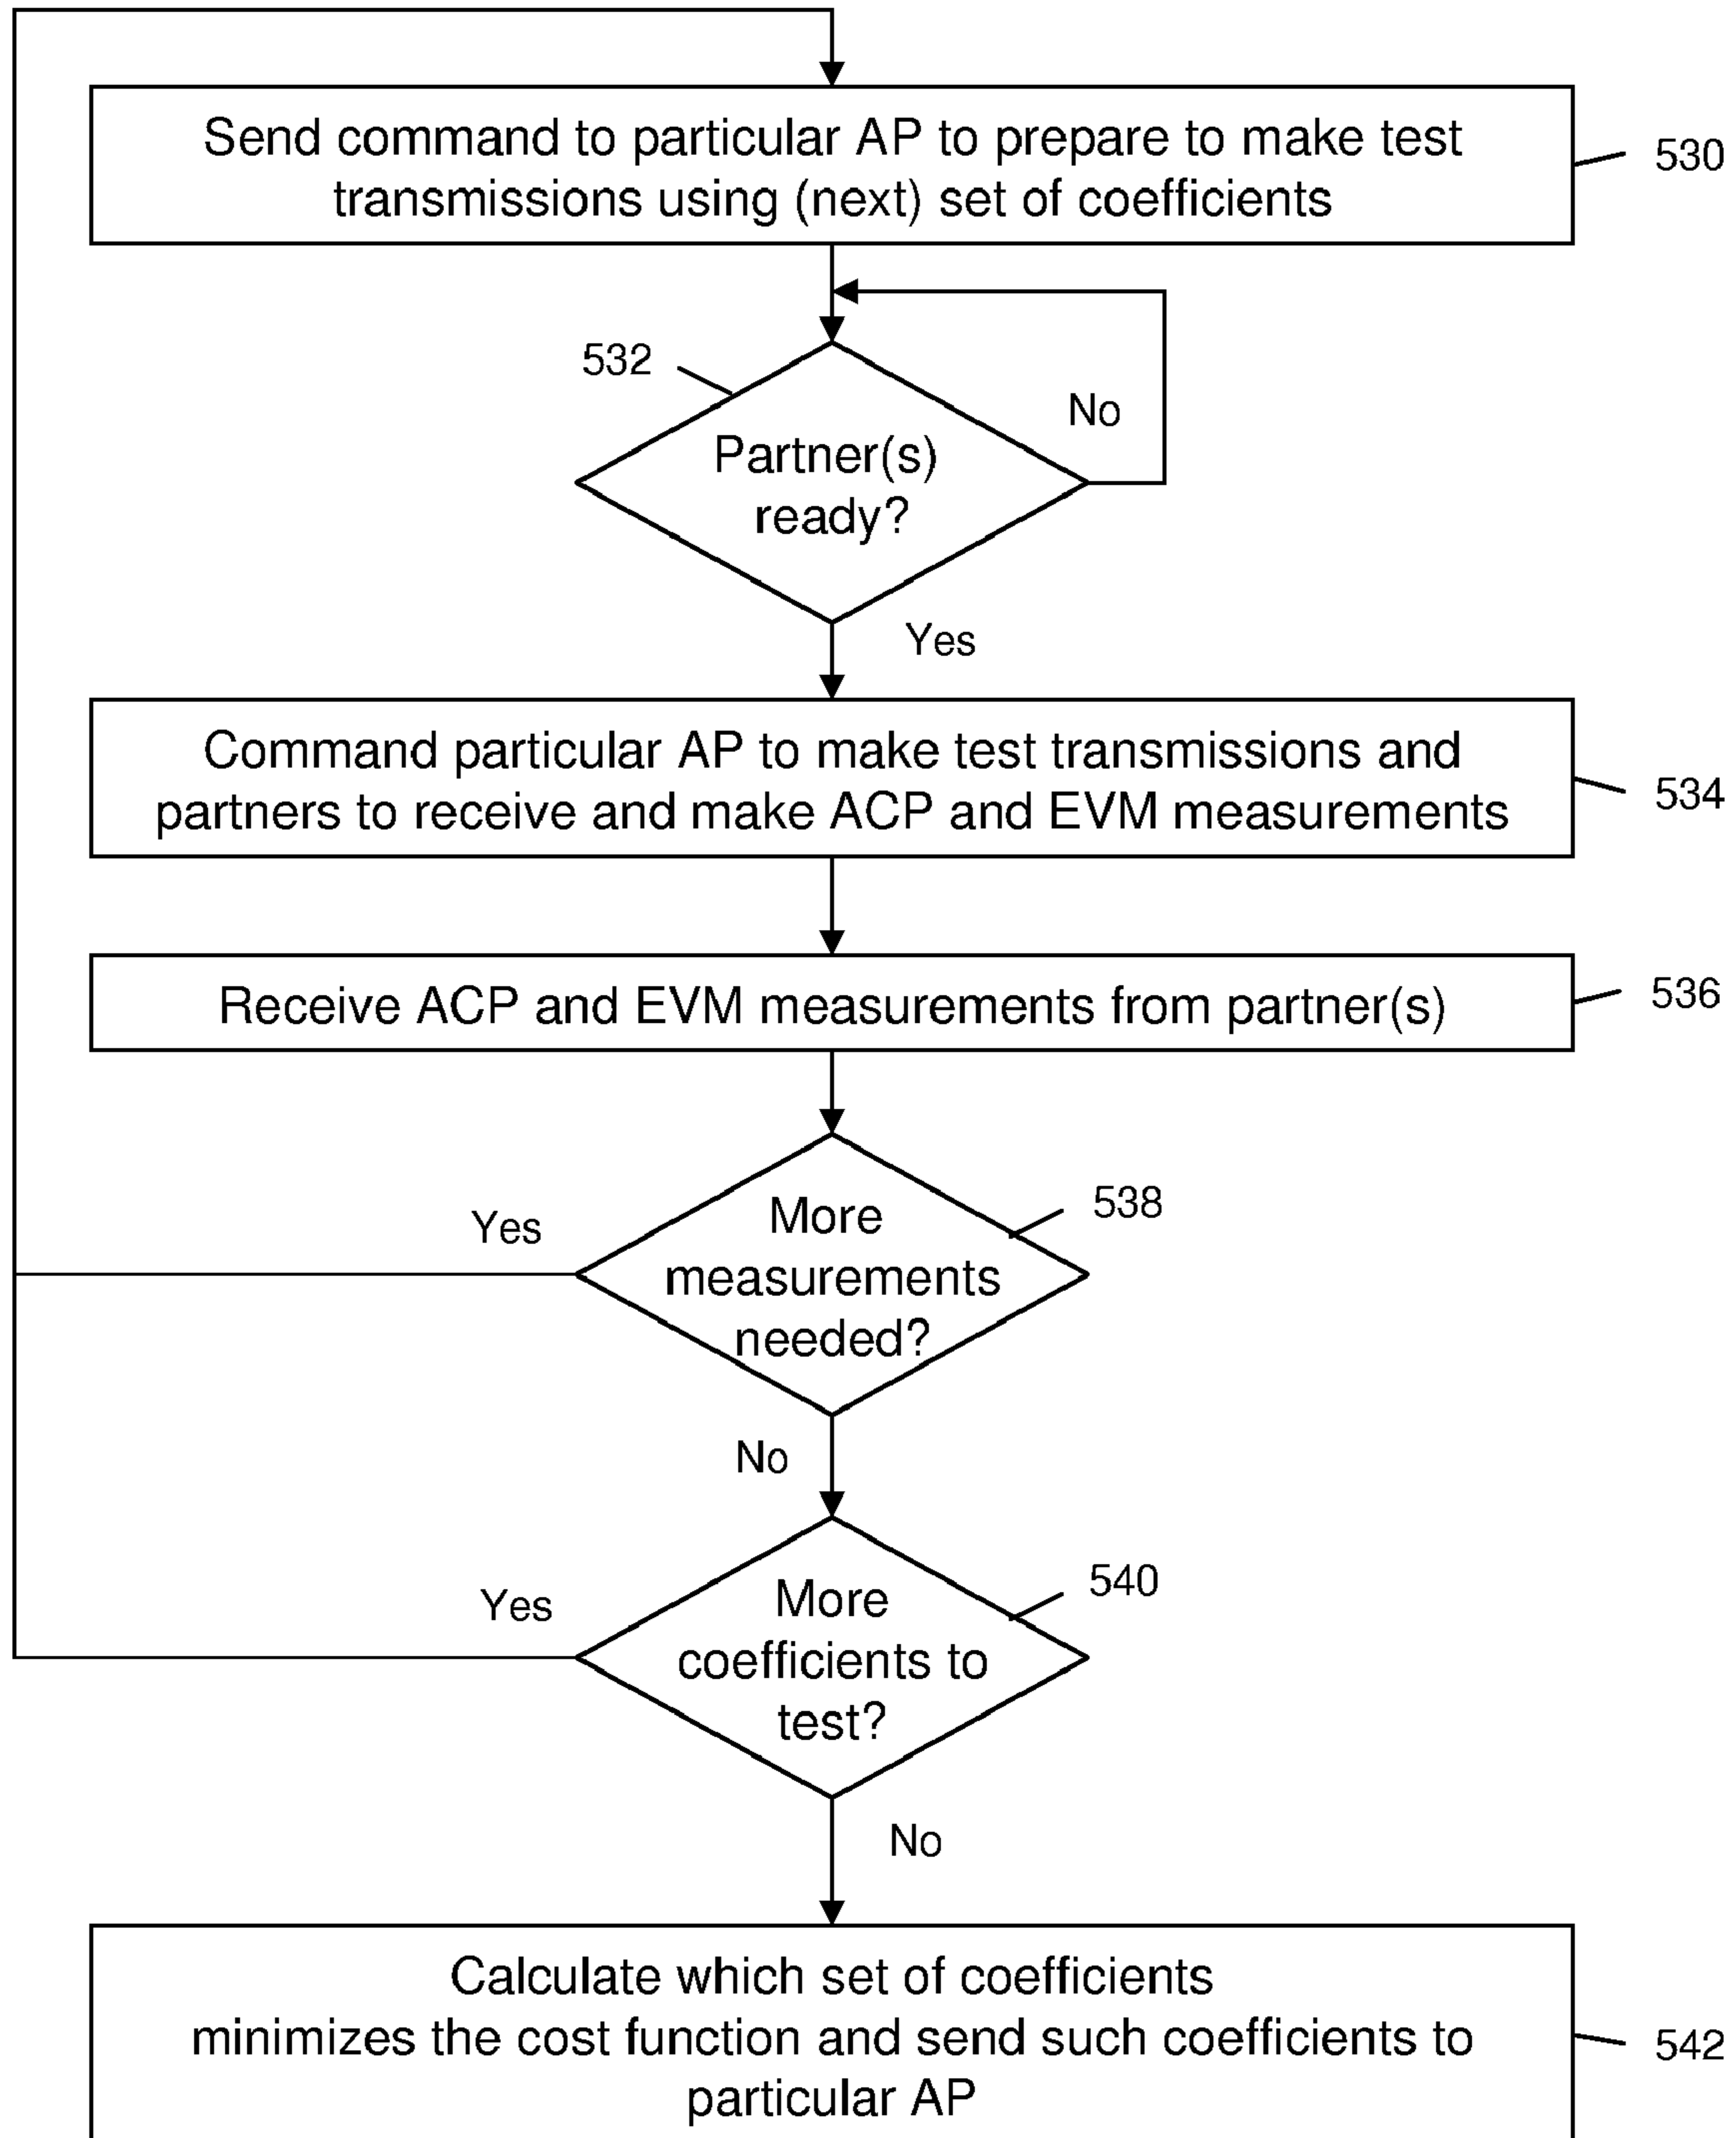 Send command to particular AP to prepare to make test
transmissions using (next) set of coefficients
530
532
No
Partner(s)
ready?
Yes
Command particular AP to make test transmissions and
partners to receive and make ACP and EVM measurements
534
Receive ACP and EVM measurements from partner(s)
536
538
Yes
More
measurements
needed?
No
540
Yes
More
coefficients to
test?
No
Calculate which set of coefficients
minimizes the cost function and send such coefficients to
particular AP
542